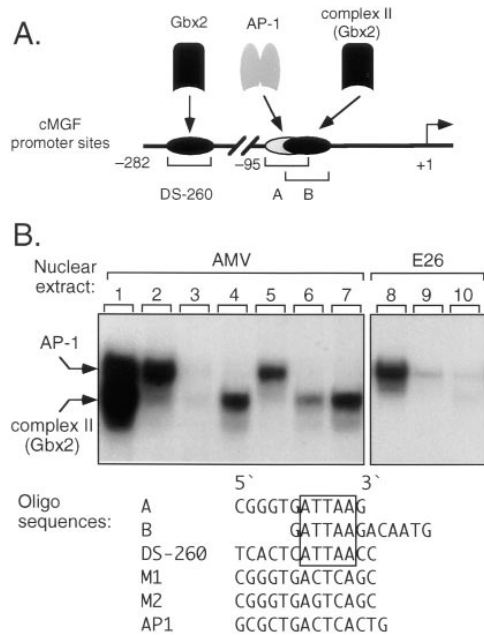 A.
Gbx2 AP-1 complex II
(Gbx2)
cMGF
promoter sites
–282 –95 +1
DS-260 A B
B.
Nuclear AMV E26
extract: 1 2 3 4 5 6 7 8 9 10
AP-1
complex II
(Gbx2)
5` 3`
Oligo
sequences:
A CGGGTGATTAAG
B GATTAAGACAATG
DS-260 TCACTCATTAACC
M1 CGGGTGACTCAGC
M2 CGGGTGAGTCAGC
AP1 GCGCTGACTCACTG